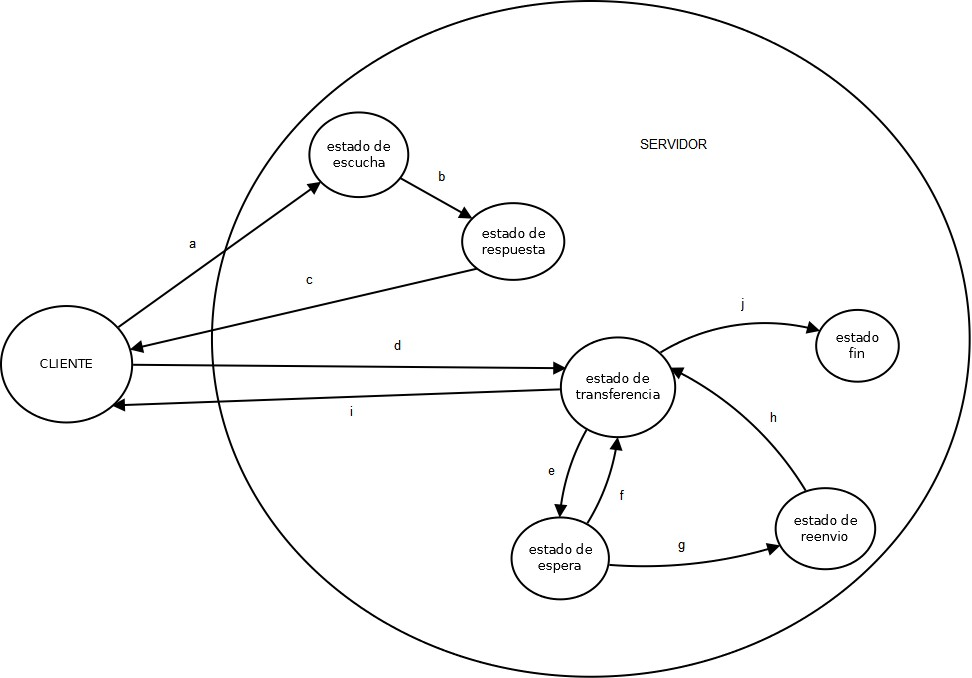 SERVIDOR
estado de
escucha
b
estado de
respuesta
a
c
j
estado
fin
d
CLIENTE
estado de
transferencia
i
h
e
f
estado de
reenvio
g
estado de
espera